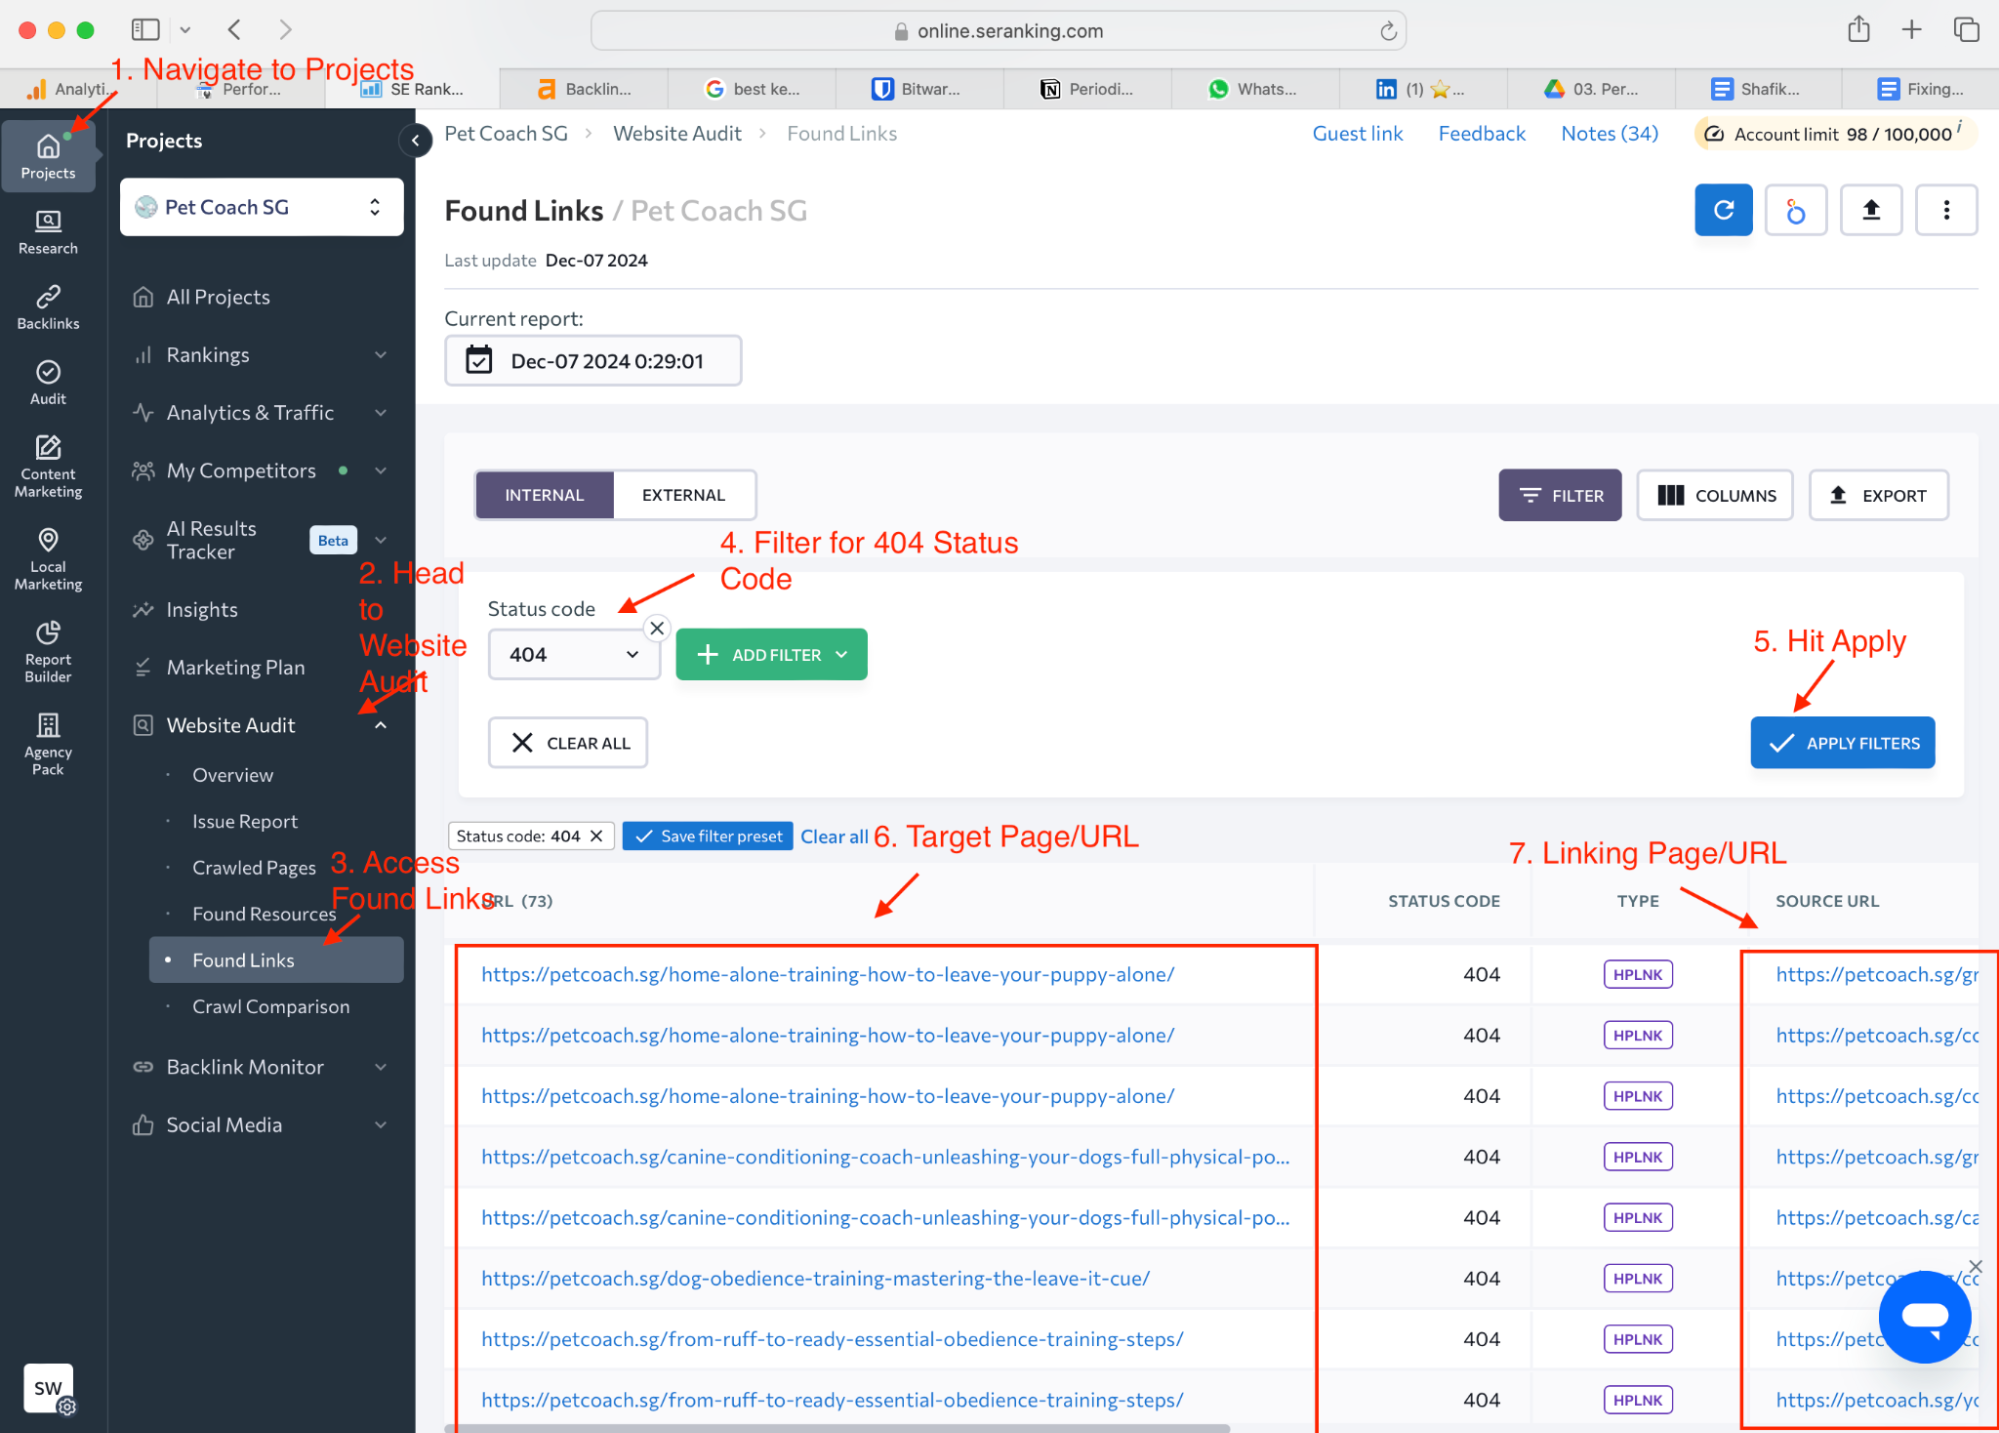 online.seranking.com
1. Navigate to Projects
Analyti...
Perfor...
SE Rank...
Backlin...
best ke...
Bitwar...
Periodi...
Whats...
(1) ⭐...
03. Per...
Shafik...
Fixing...
Projects
Research
Backlinks
Audit
Content
Marketing
Local
Marketing
Report
Builder
Agency
Pack
SW
Projects
Pet Coach SG
All Projects
Rankings
Analytics & Traffic
My Competitors
AI Results
Tracker
Beta
2. Head
to
Website
Audit
Insights
Marketing Plan
Website Audit
Overview
Issue Report
Crawled Pages
3. Access
Found Links
Found Resources
Found Links
Crawl Comparison
Backlink Monitor
Social Media
Pet Coach SG > Website Audit > Found Links
Guest link
Feedback
Notes (34)
Account limit 98 / 100,000 i
Found Links / Pet Coach SG
Last update Dec-07 2024
Current report:
Dec-07 2024 0:29:01
INTERNAL
EXTERNAL
FILTER
COLUMNS
EXPORT
4. Filter for 404 Status
Code
Status code
404
ADD FILTER
5. Hit Apply
CLEAR ALL
APPLY FILTERS
Status code: 404
Save filter preset
Clear all
6. Target Page/URL
7. Linking Page/URL
URL (73)
STATUS CODE
TYPE
SOURCE URL
https://petcoach.sg/home-alone-training-how-to-leave-your-puppy-alone/ 404 HPLNK https://petcoach.sg/gr
https://petcoach.sg/home-alone-training-how-to-leave-your-puppy-alone/ 404 HPLNK https://petcoach.sg/cc
https://petcoach.sg/home-alone-training-how-to-leave-your-puppy-alone/ 404 HPLNK https://petcoach.sg/cc
https://petcoach.sg/canine-conditioning-coach-unleashing-your-dogs-full-physical-po... 404 HPLNK https://petcoach.sg/gr
https://petcoach.sg/canine-conditioning-coach-unleashing-your-dogs-full-physical-po... 404 HPLNK https://petcoach.sg/ca
https://petcoach.sg/dog-obedience-training-mastering-the-leave-it-cue/ 404 HPLNK
https://petcoach.sg/from-ruff-to-ready-essential-obedience-training-steps/ 404 HPLNK
https://petcoach.sg/from-ruff-to-ready-essential-obedience-training-steps/ 404 HPLNK https://petcoach.sg/yc